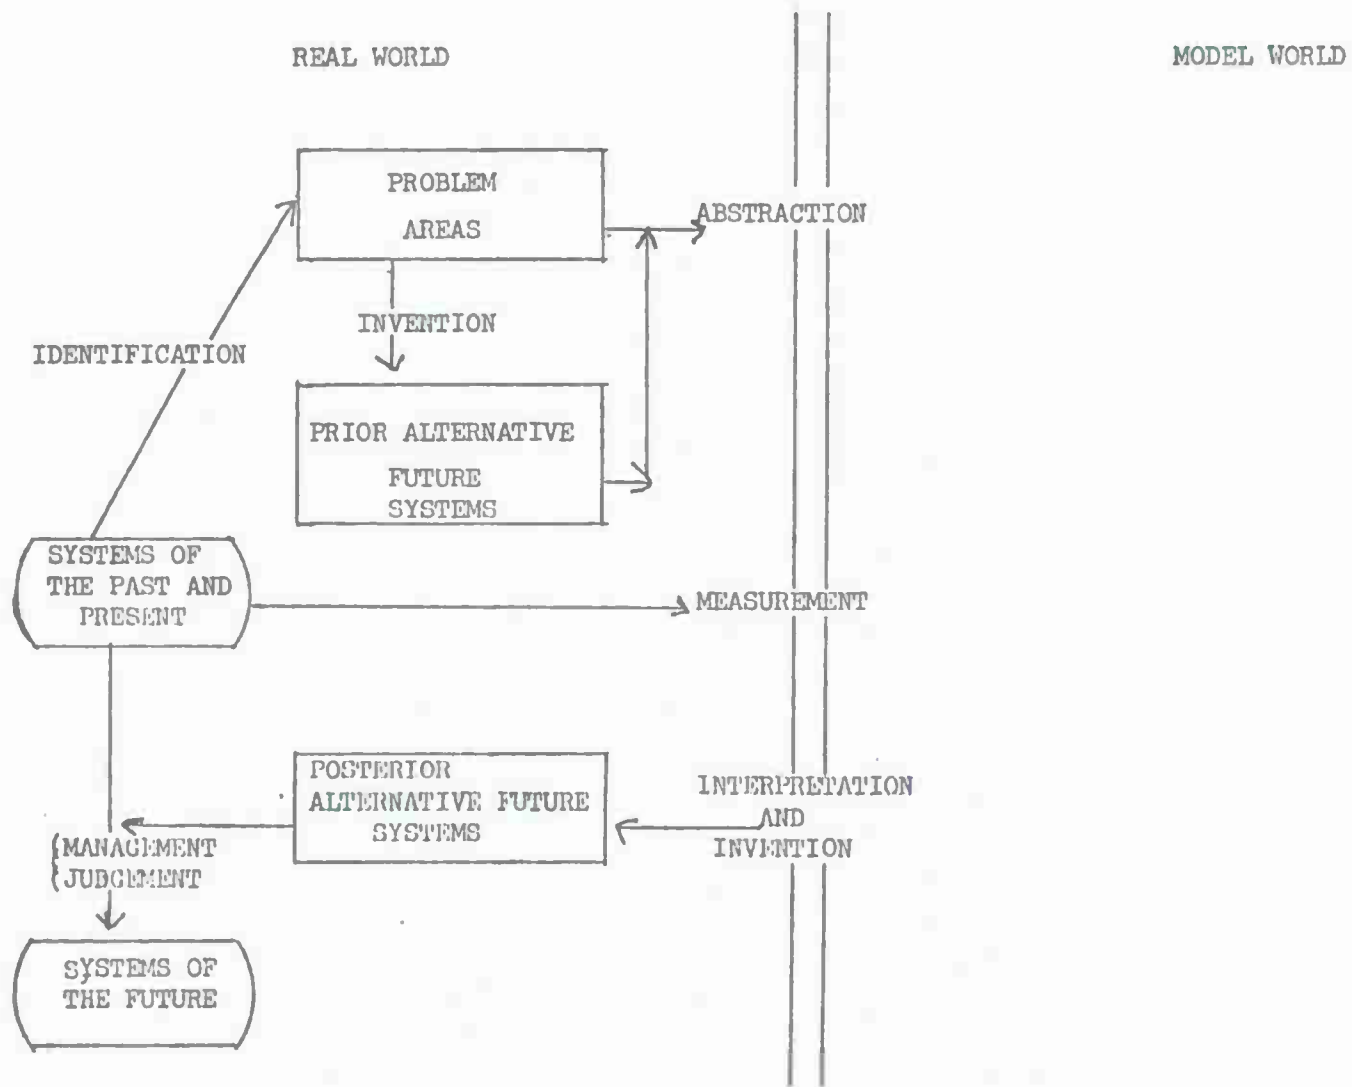 REAL WORLD
MODEL WORLD
PROBLEM
AREAS
ABSTRACTION
INVENTION
IDENTIFICATION
PRIOR ALTERNATIVE
FUTURE
SYSTEMS
SYSTEMS OF
THE PAST AND
PRESENT
MEASUREMENT
POSTERIOR
ALTERNATIVE FUTURE
SYSTEMS
INTERPRETATION
AND
INVENTION
MANAGEMENT
JUDGEMENT
SYSTEMS OF
THE FUTURE